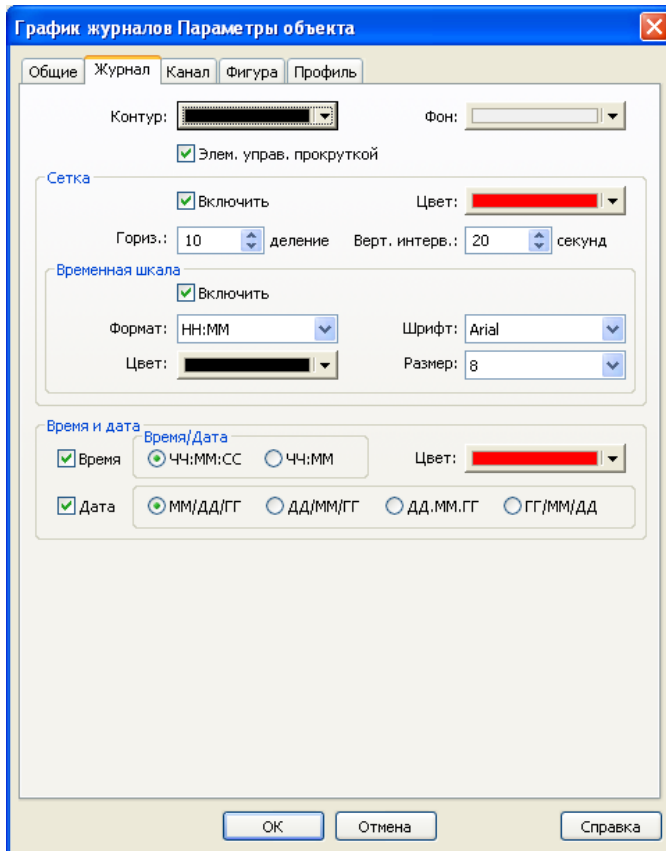 График журналов Параметры объекта
Общие Журнал Канал Фигура Профиль
Контур: Фон:
Элем. управ. прокруткой
Сетка
Включить Цвет:
Гориз.: 10 деление Верт. интерв.: 20 секунд
Временная шкала
Включить
Формат: HH:MM Шрифт: Arial
Цвет: Размер: 8
Время и дата
Время/Дата
Время ЧЧ:ММ:СС ЧЧ:ММ Цвет:
Дата ММ/ДД/ГГ ДД/ММ/ГГ ДД.ММ.ГГ ГГ/ММ/ДД
ОК Отмена Справка